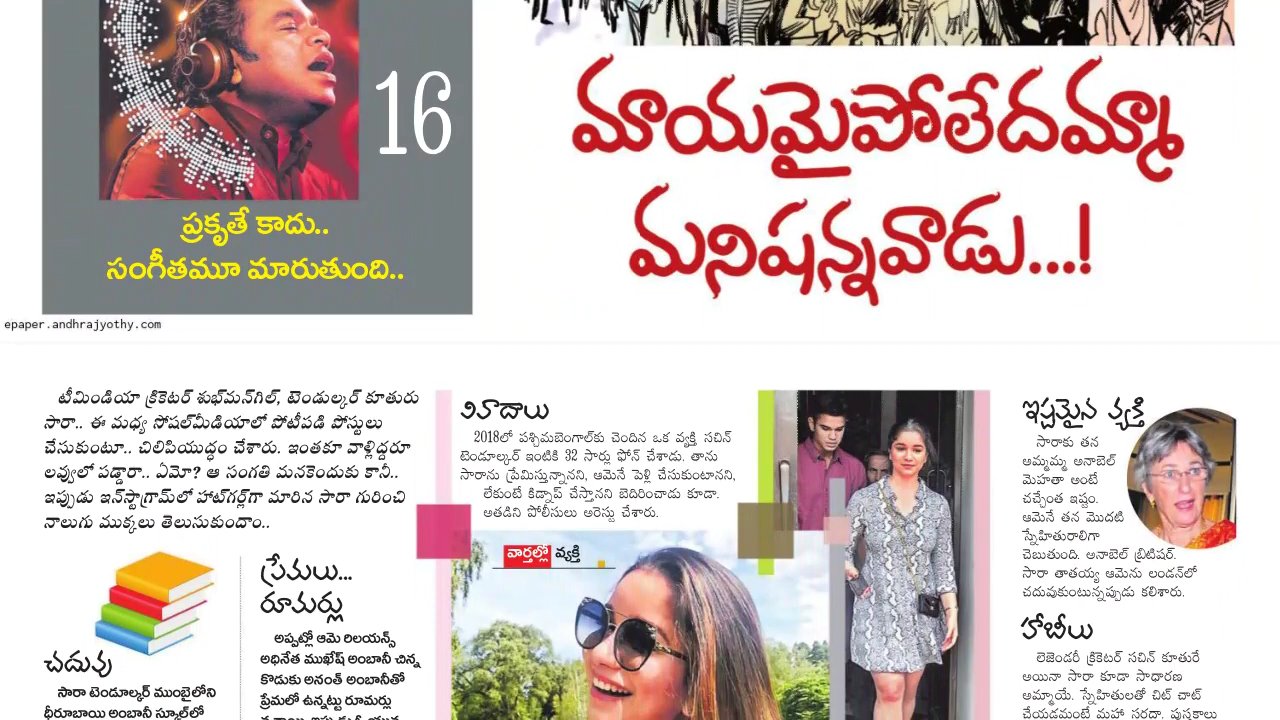 16
ప్రకృతే కాదు..
సంగీతమూ మారుతుంది..
మాయమైపోలేదమ్మా
మనిషన్నవాడు...!
epaper.andhrajyothy.com
టీమిండియా క్రికెటర్ శుభ్‌మన్‌గిల్, టెండుల్కర్ కూతురు
సారా.. ఈ మధ్య సోషల్‌మీడియాలో పోటీపడి పోస్టులు
చేసుకుంటూ.. చిలిపియుద్ధం చేశారు. ఇంతకూ వాళ్లిద్దరూ
లవ్వులో పడ్డారా.. ఏమో? ఆ సంగతి మనకెందుకు కానీ..
ఇప్పుడు ఇన్‌స్టాగ్రామ్‌లో హాట్‌గర్ల్‌గా మారిన సారా గురించి
నాలుగు ముక్కలు తెలుసుకుందాం..
చదువు
సారా టెండూల్కర్ ముంబైలోని
ధీరూబాయి అంబానీ స్కూల్‌లో
ప్రేమలు...
రూమర్లు
అప్పట్లో ఆమె రిలయన్స్
అధినేత ముఖేష్ అంబానీ చిన్న
కొడుకు అనంత్ అంబానీతో
ప్రేమలో ఉన్నట్టు రూమర్లు
వివాదాలు
2018లో పశ్చిమబెంగాల్‌కు చెందిన ఒక వ్యక్తి సచిన్
టెండూల్కర్ ఇంటికి 32 సార్లు ఫోన్ చేశాడు. తాను
సారాను ప్రేమిస్తున్నానని, ఆమెనే పెళ్లి చేసుకుంటానని,
లేకుంటే కిడ్నాప్ చేస్తానని బెదిరించాడు కూడా.
అతడిని పోలీసులు అరెస్టు చేశారు.
వార్తల్లో వ్యక్తి
ఇష్టమైన వ్యక్తి
సారాకు తన
అమ్మమ్మ అనాబెల్
మెహతా అంటే
చచ్చేంత ఇష్టం.
ఆమెనే తన మొదటి
స్నేహితురాలిగా
చెబుతుంది. అనాబెల్ బ్రిటిషర్.
సారా తాతయ్య ఆమెను లండన్‌లో
చదువుకుంటున్నప్పుడు కలిశారు.
హాబీలు
లెజెండరీ క్రికెటర్ సచిన్ కూతురే
అయినా సారా కూడా సాధారణ
అమ్మాయే. స్నేహితులతో చిట్ చాట్
చేయడమంటే మహా సరదా. పుస్తకాలు